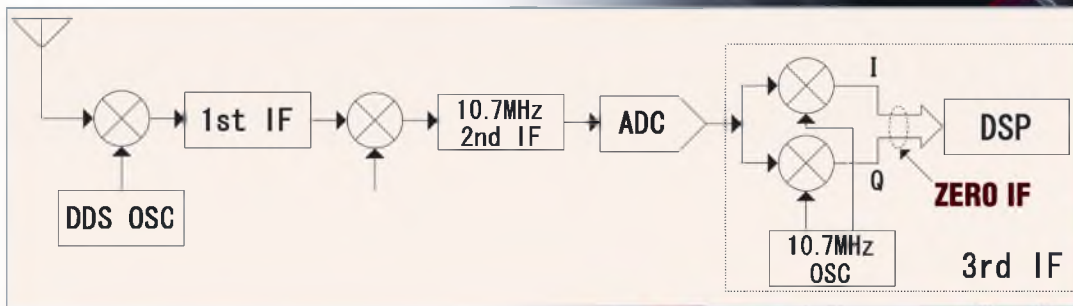 DDS OSC
1st IF
10.7MHz
2nd IF
ADC
I
Q
ZERO IF
DSP
10.7MHz
OSC
3rd IF